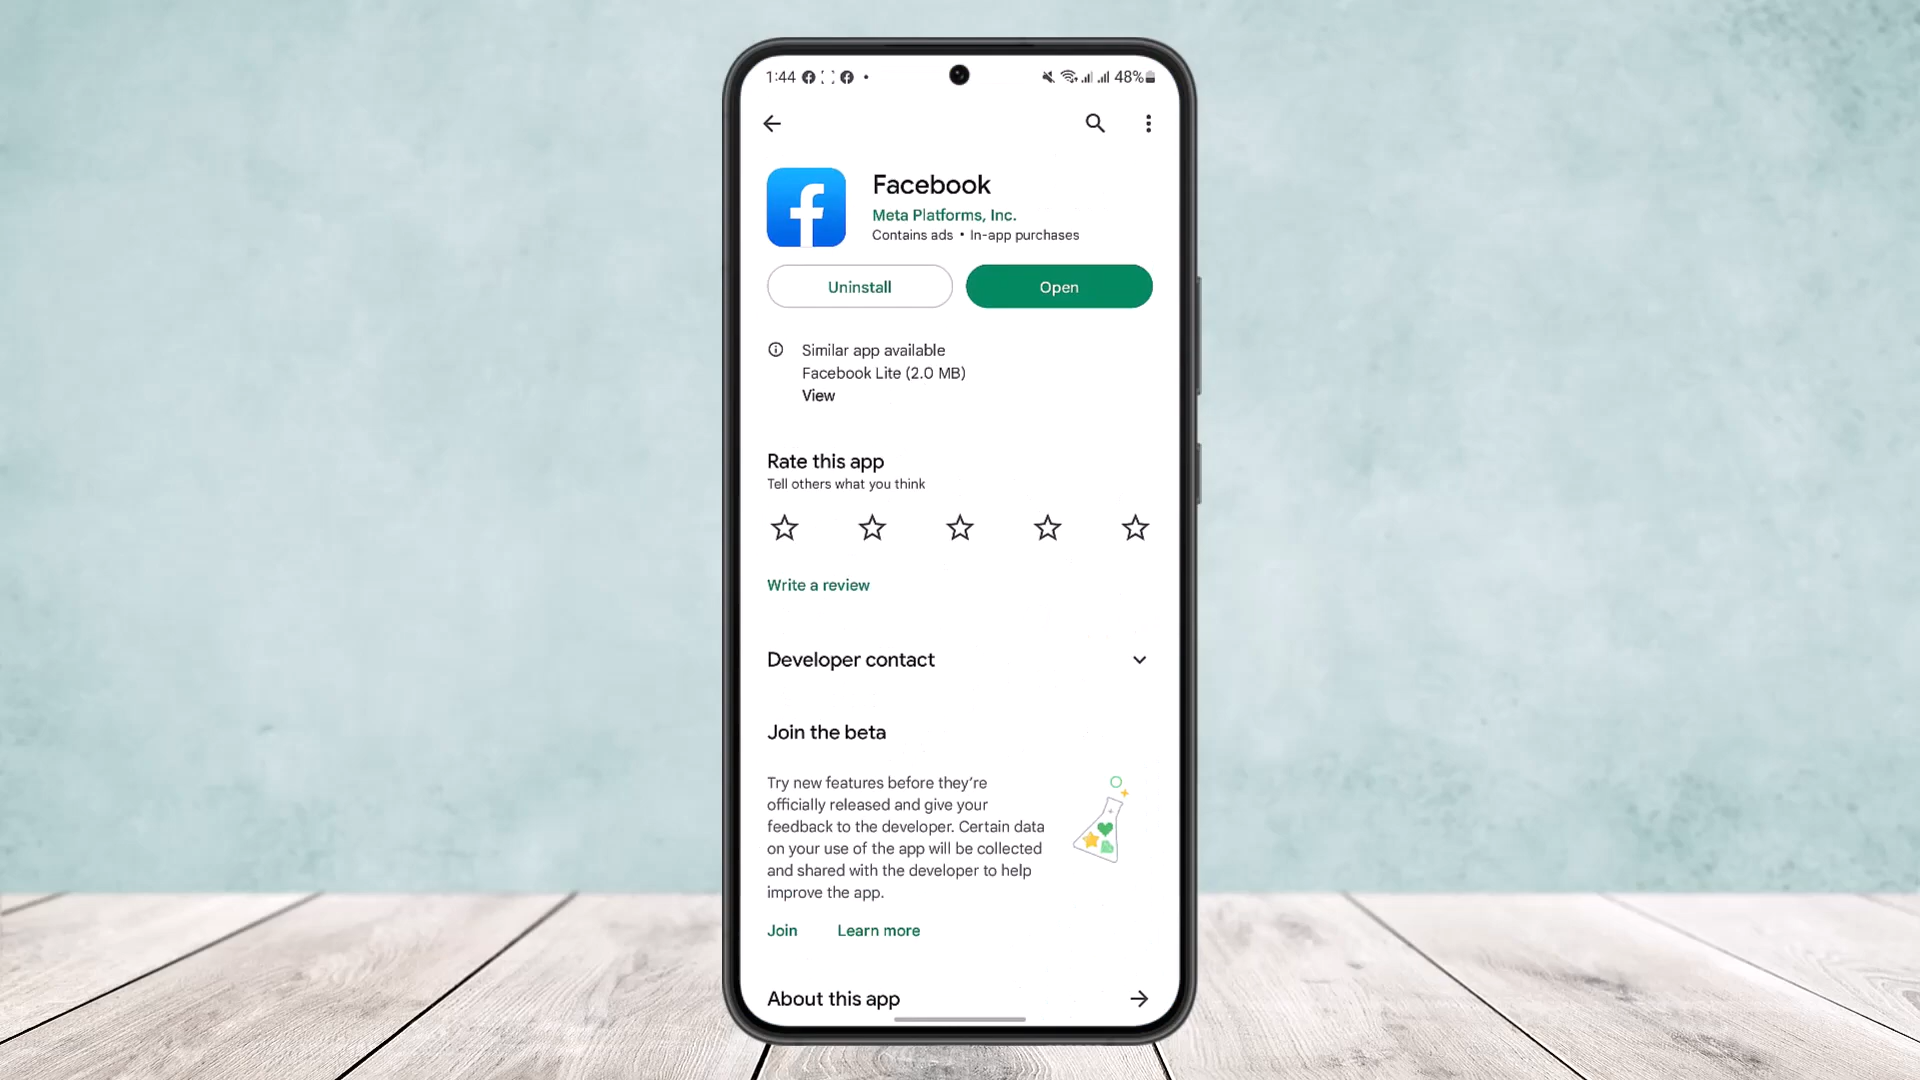 1:44
48%
Facebook
Meta Platforms, Inc.
Contains ads • In-app purchases
Uninstall
Open
Similar app available
Facebook Lite (2.0 MB)
View
Rate this app
Tell others what you think
Write a review
Developer contact
Join the beta
Try new features before they're
officially released and give your
feedback to the developer. Certain data
on your use of the app will be collected
and shared with the developer to help
improve the app.
Join
Learn more
About this app